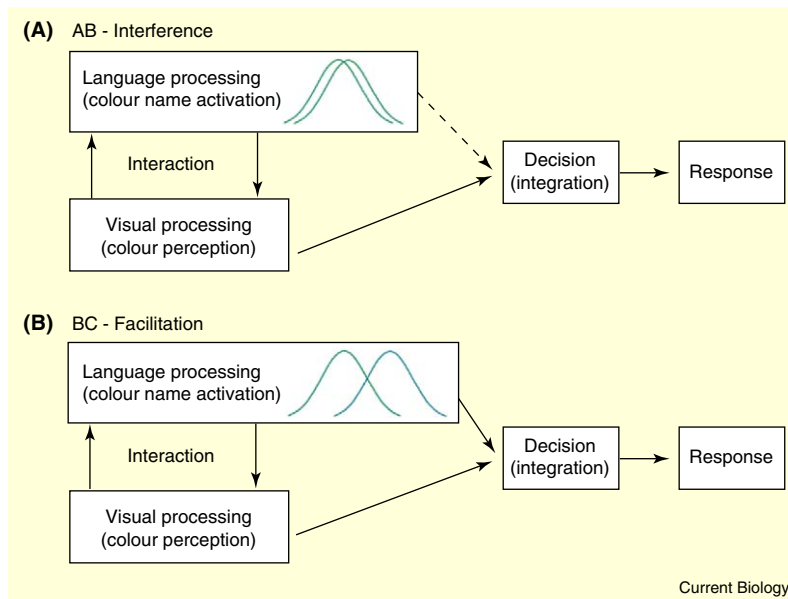 (A) AB - Interference
Language processing
(colour name activation)
Interaction
Visual processing
(colour perception)
Decision
(integration)
Response
(B) BC - Facilitation
Language processing
(colour name activation)
Interaction
Visual processing
(colour perception)
Decision
(integration)
Response
Current Biology